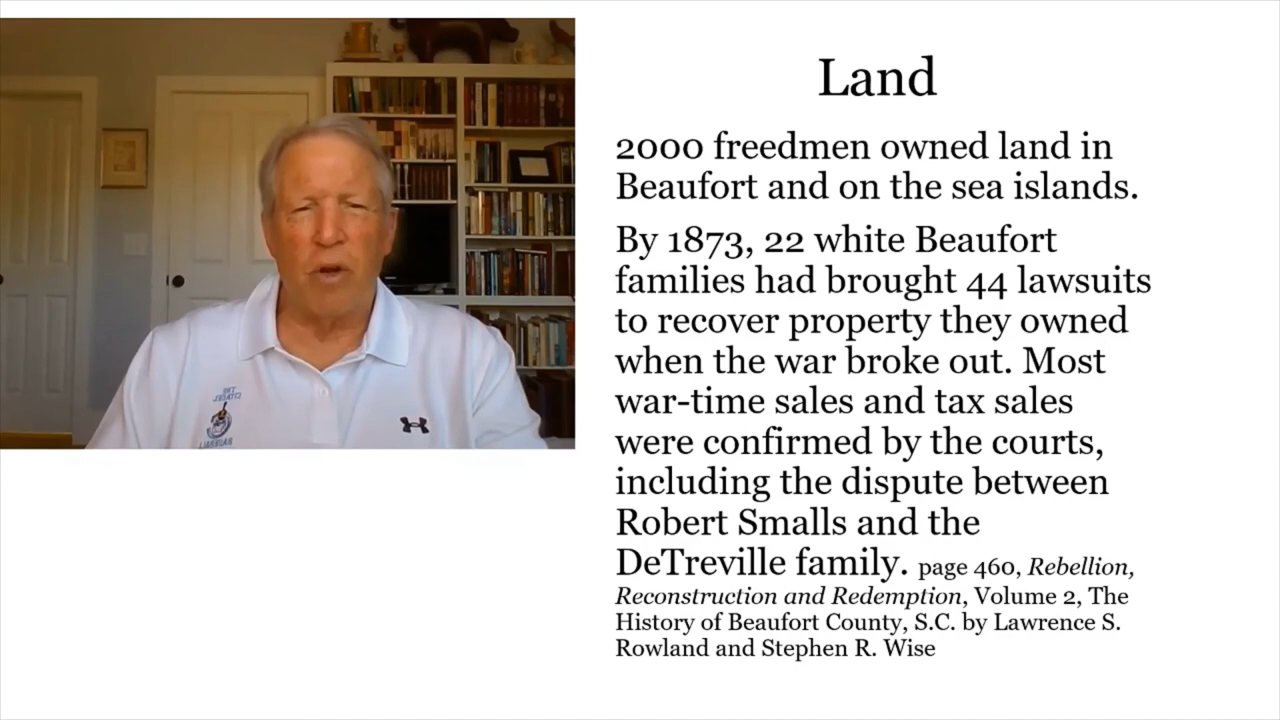 Land
2000 freedmen owned land in
Beaufort and on the sea islands.
By 1873, 22 white Beaufort
families had brought 44 lawsuits
to recover property they owned
when the war broke out. Most
war-time sales and tax sales
were confirmed by the courts,
including the dispute between
Robert Smalls and the
DeTreville family. page 460, Rebellion,
Reconstruction and Redemption, Volume 2, The
History of Beaufort County, S.C. by Lawrence S.
Rowland and Stephen R. Wise